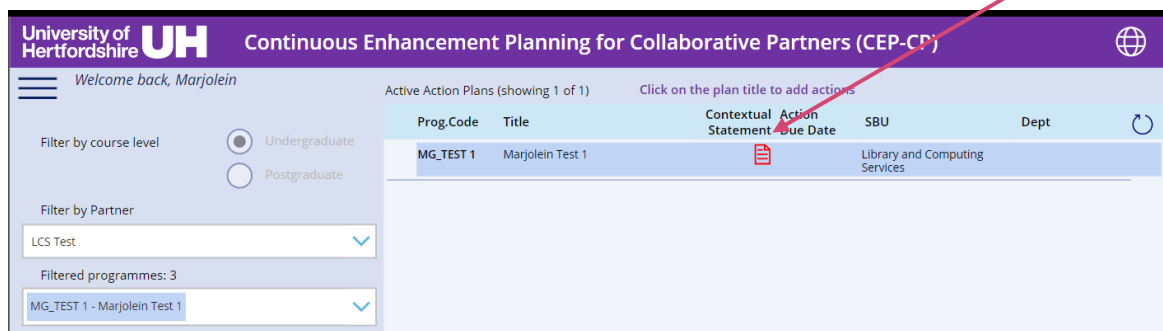 University of
Hertfordshire UH
Continuous Enhancement Planning for Collaborative Partners (CEP-CP)
Welcome back, Marjolein
Active Action Plans (showing 1 of 1)
Click on the plan title to add actions
Prog.Code Title Contextual Statement Action Due Date SBU Dept
MG_TEST 1 Marjolein Test 1 Library and Computing Services
Filter by course level
Undergraduate
Postgraduate
Filter by Partner
LCS Test
Filtered programmes: 3
MG_TEST 1 - Marjolein Test 1